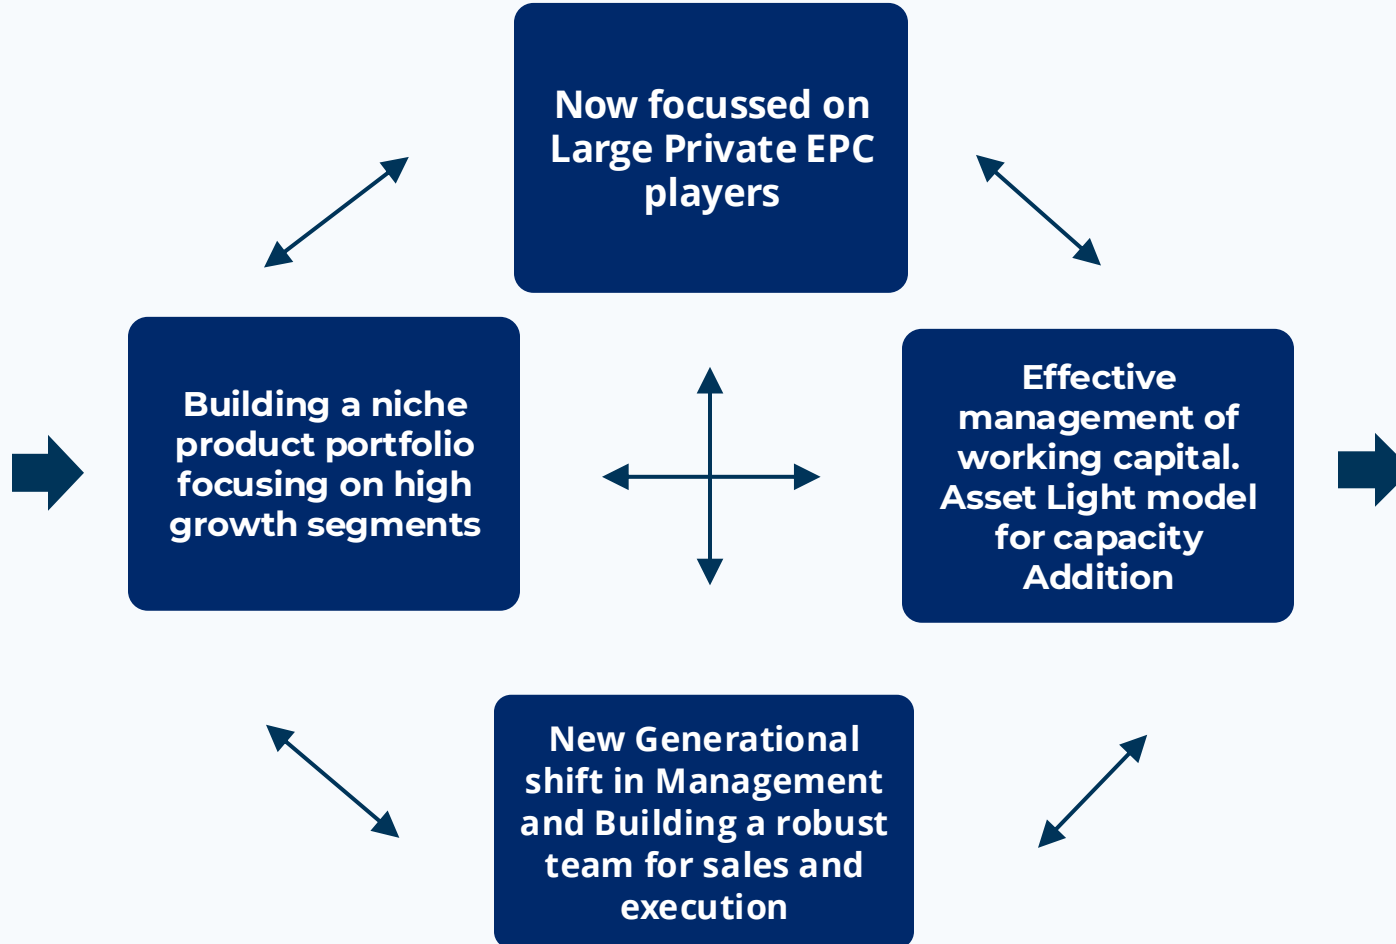 Now focussed on
Large Private EPC
players
Building a niche
product portfolio
focusing on high
growth segments
Effective
management of
working capital.
Asset Light model
for capacity
Addition
New Generational
shift in Management
and Building a robust
team for sales and
execution